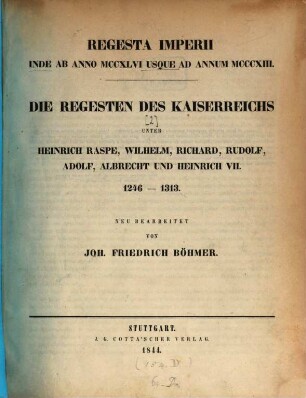 REGESTA IMPERII
INDE AB ANNO MCCXLVI USQUE AD ANNUM MCCCXIII.
DIE REGESTEN DES KAISERREICHS
[2]
UNTER
HEINRICH RASPE, WILHELM, RICHARD, RUDOLF,
ADOLF, ALBRECHT UND HEINRICH VII.
1246 — 1313.
NEU BEARBEITET
VON
JOH. FRIEDRICH BÖHMER.
STUTTGART.
J. G. COTTA'SCHER VERLAG.
1844.